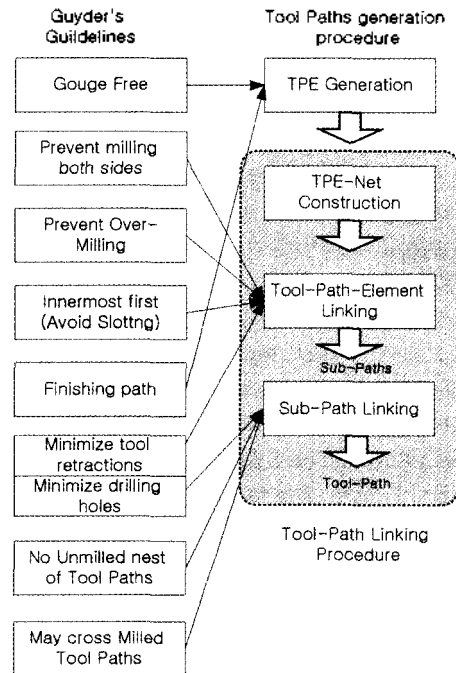 Guyder's
Guildelines
Gouge Free
Prevent milling
both sides
Prevent Over-
Milling
Innermost first
(Avoid Slottng)
Finishing path
Minimize tool
retractions
Minimize drilling
holes
No Unmilled nest
of Tool Paths
May cross Milled
Tool Paths
Tool Paths generation
procedure
TPE Generation
TPE-Net
Construction
Tool-Path-Element
Linking
Sub-Paths
Sub-Path Linking
Tool-Path
Tool-Path Linking
Procedure